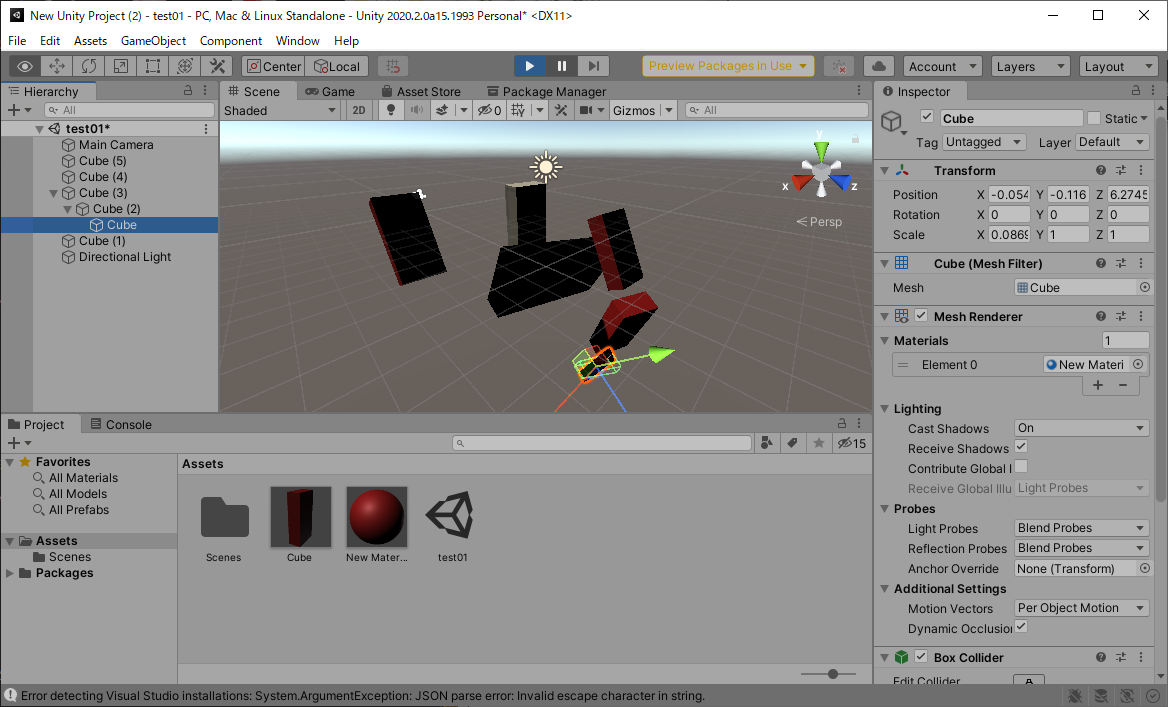 New Unity Project (2) - test01 - PC, Mac & Linux Standalone - Unity 2020.2.0a15.1993 Personal* <DX11>
File Edit Assets GameObject Component Window Help
Center Local Preview Packages in Use Account Layers Layout
Hierarchy
All
test01*
Main Camera
Cube (5)
Cube (4)
Cube (3)
Cube (2)
Cube
Cube (1)
Directional Light
Scene Game Asset Store Package Manager
Shaded 2D 0 Gizmos All
y
x z
Persp
Inspector
Cube Static
Tag Untagged Layer Default
Transform
Position X -0.054 Y -0.116 Z 6.2745
Rotation X 0 Y 0 Z 0
Scale X 0.0869 Y 1 Z 1
Cube (Mesh Filter)
Mesh Cube
Mesh Renderer
Materials 1
Element 0 New Materi
Lighting
Cast Shadows On
Receive Shadows
Contribute Global I
Receive Global Illu Light Probes
Probes
Light Probes Blend Probes
Reflection Probes Blend Probes
Anchor Override None (Transform)
Additional Settings
Motion Vectors Per Object Motion
Dynamic Occlusion
Box Collider
Edit Collider
Project Console
15
Favorites
All Materials
All Models
All Prefabs
Assets
Scenes
Packages
Assets
Scenes Cube New Mater... test01
Error detecting Visual Studio installations: System.ArgumentException: JSON parse error: Invalid escape character in string.